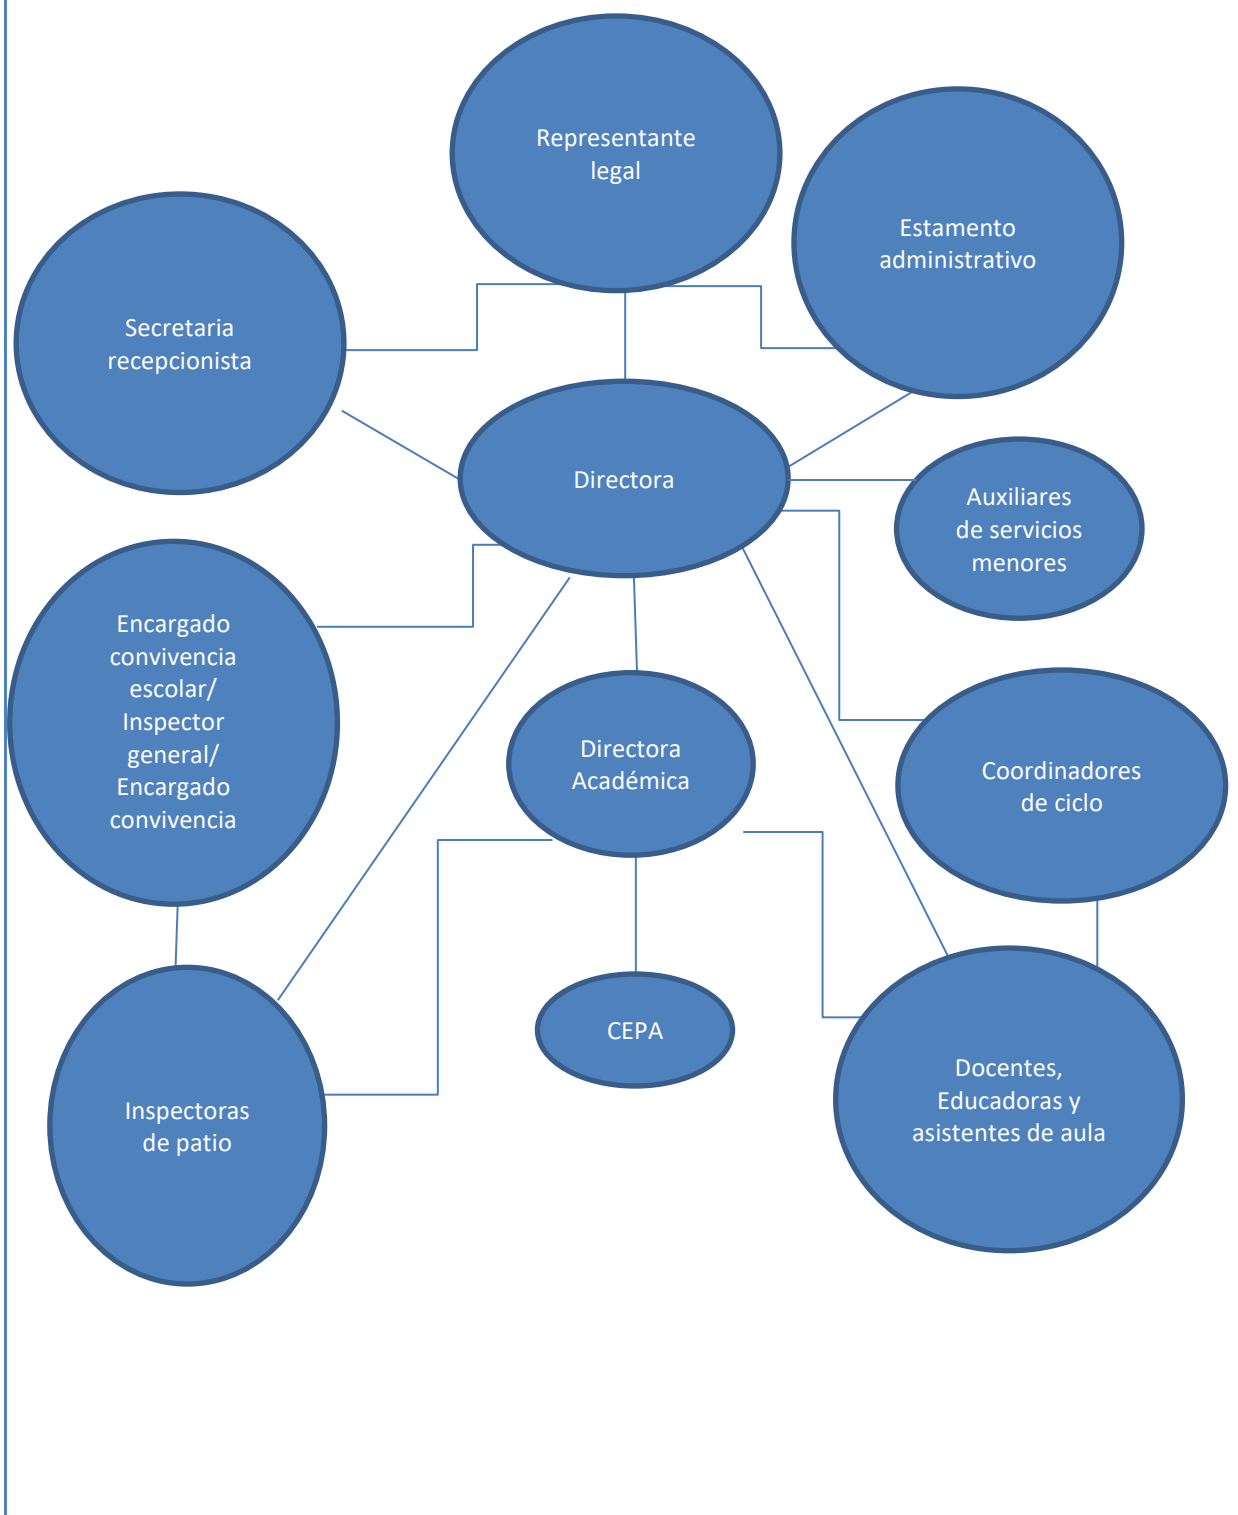 Representante
legal
Estamento
administrativo
Secretaria
recepcionista
Directora
Auxiliares
de servicios
menores
Encargado
convivencia
escolar/
Inspector
general/
Encargado
convivencia
Directora
Académica
Coordinadores
de ciclo
CEPA
Docentes,
Educadoras y
asistentes de aula
Inspectoras
de patio